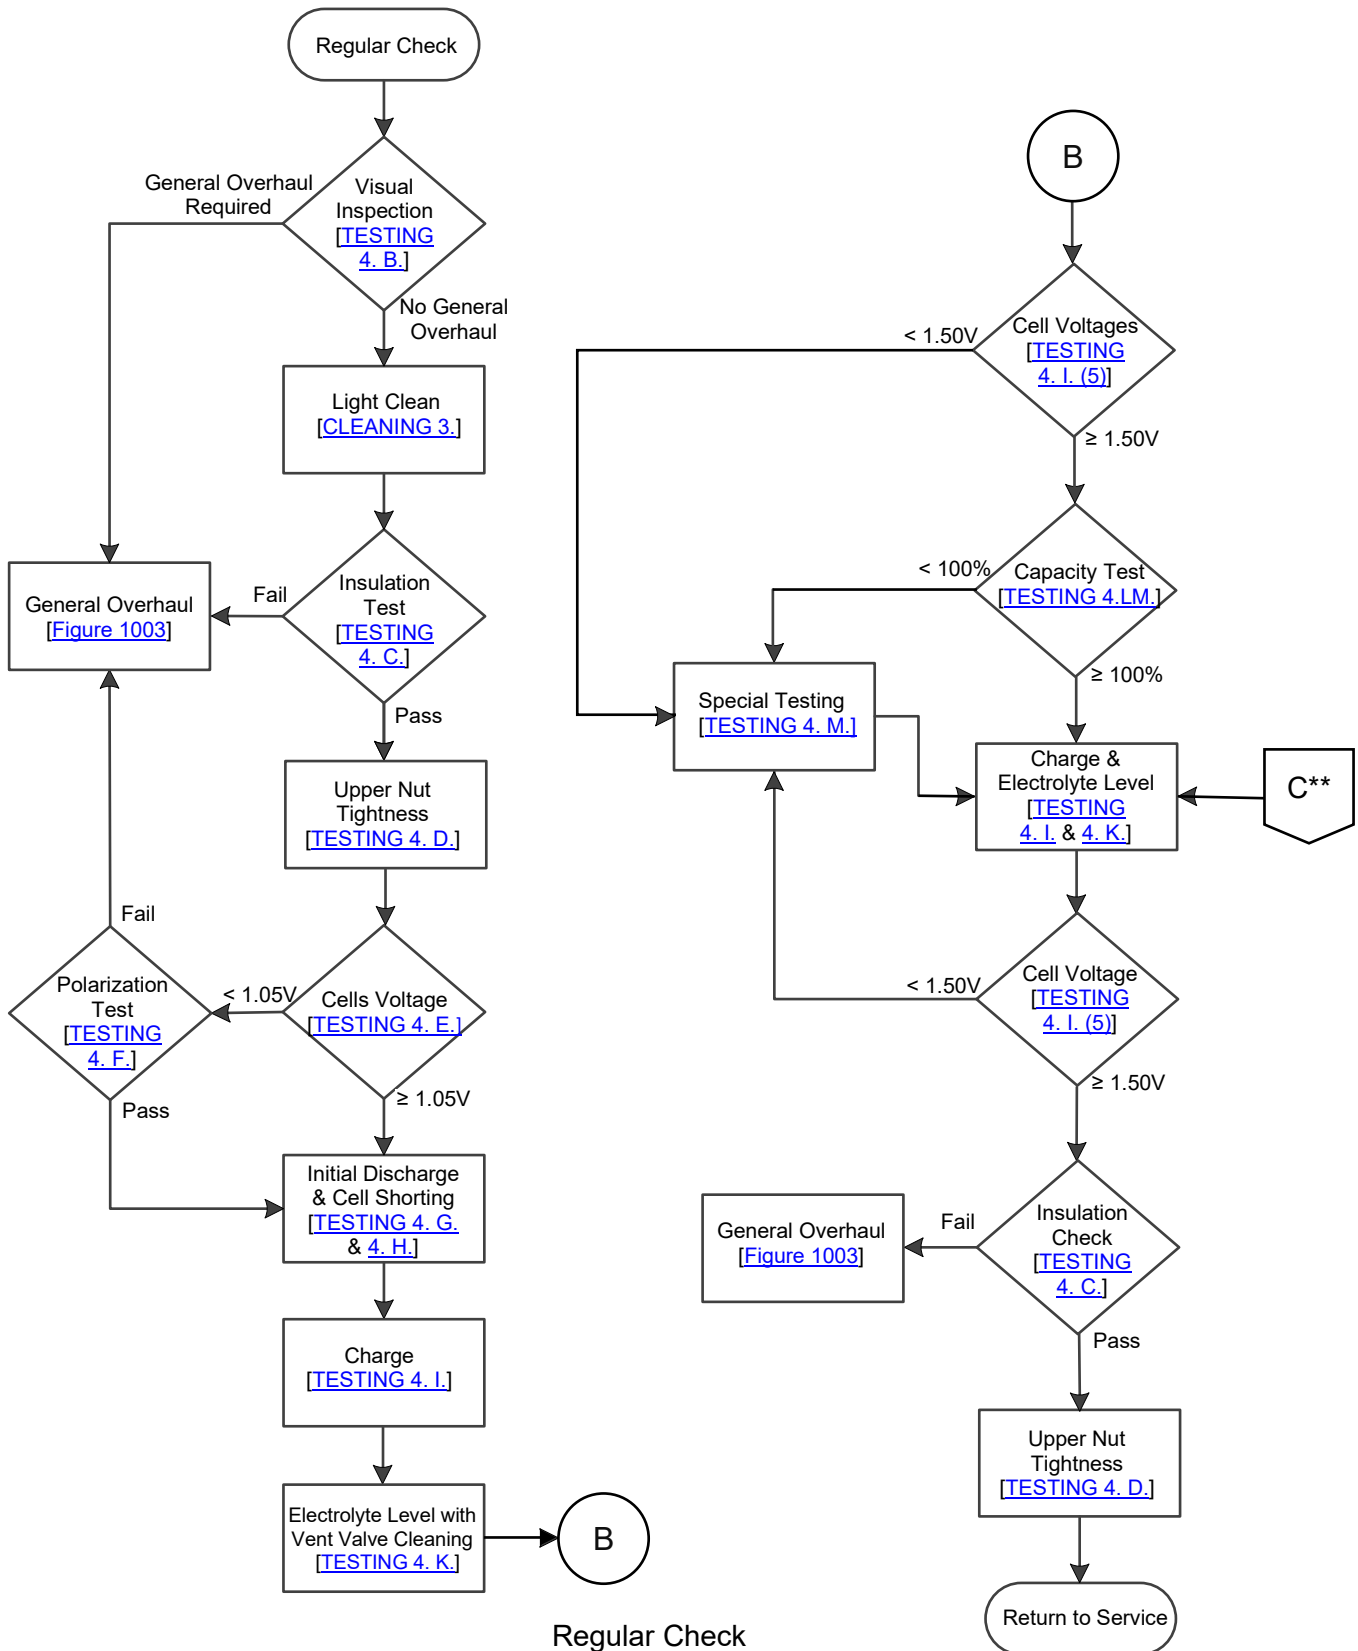 Regular Check
General Overhaul
Required
Visual
Inspection
[TESTING
4. B.]
No General
Overhaul
Light Clean
[CLEANING 3.]
General Overhaul
[Figure 1003]
Fail
Insulation
Test
[TESTING
4. C.]
Pass
Upper Nut
Tightness
[TESTING 4. D.]
Fail
Polarization
Test
[TESTING
4. F.]
< 1.05V
Cells Voltage
[TESTING 4. E.]
≥ 1.05V
Pass
Initial Discharge
& Cell Shorting
[TESTING 4. G.
& 4. H.]
Charge
[TESTING 4. I.]
Electrolyte Level with
Vent Valve Cleaning
[TESTING 4. K.]
B
B
< 1.50V
Cell Voltages
[TESTING
4. I. (5)]
≥ 1.50V
< 100%
Capacity Test
[TESTING 4.LM.]
≥ 100%
Special Testing
[TESTING 4. M.]
Charge &
Electrolyte Level
[TESTING
4. I. & 4. K.]
C**
< 1.50V
Cell Voltage
[TESTING
4. I. (5)]
≥ 1.50V
General Overhaul
[Figure 1003]
Fail
Insulation
Check
[TESTING
4. C.]
Pass
Upper Nut
Tightness
[TESTING 4. D.]
Return to Service
Regular Check